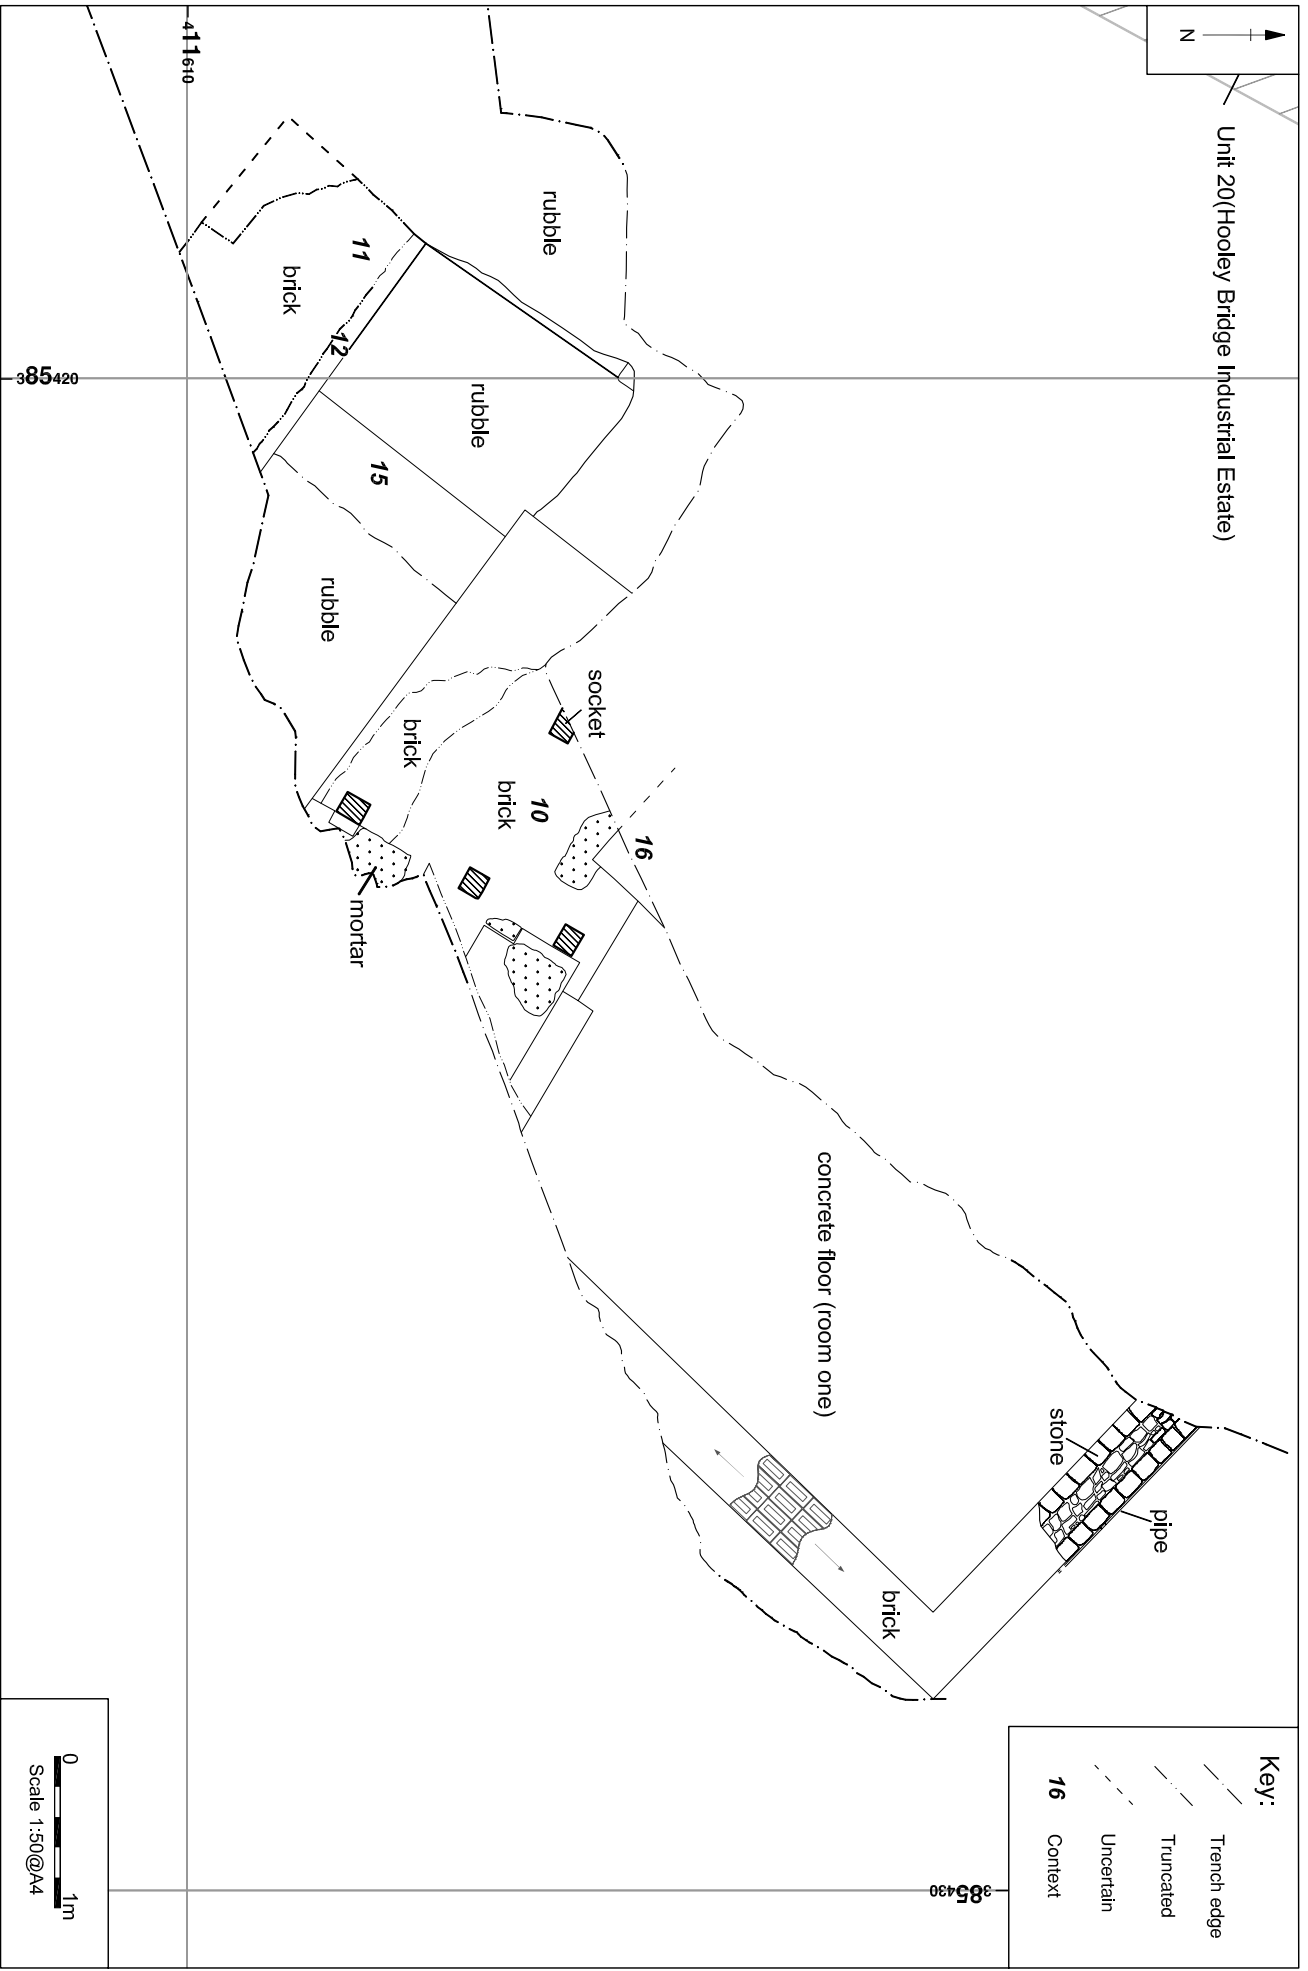 N
Unit 20(Hooley Bridge Industrial Estate)
411610
385420
385430
rubble
11
brick
12
rubble
15
rubble
socket
brick
10
brick
16
mortar
concrete floor (room one)
stone
pipe
brick
Key:
Trench edge
Truncated
Uncertain
16 Context
0 1m
Scale 1:50@A4